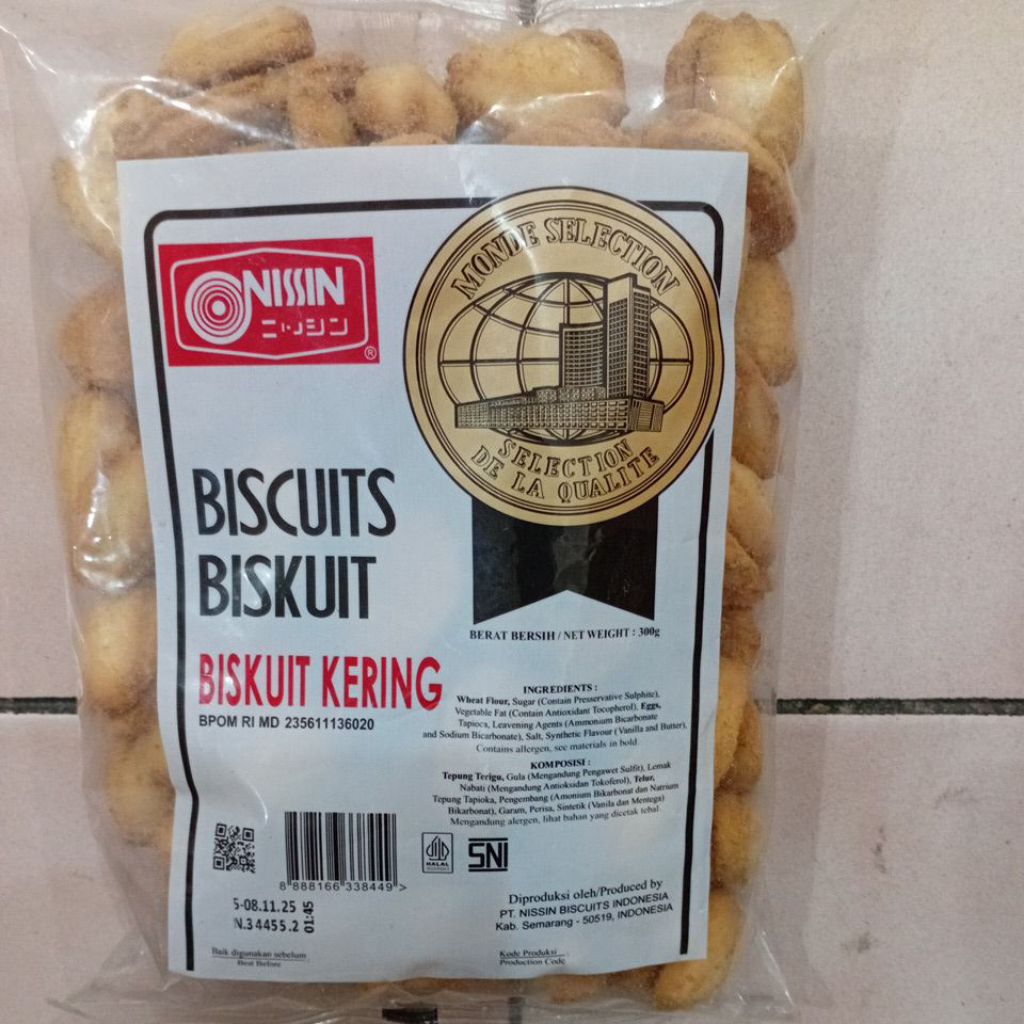 MONDE SELECTION
NISSIN
ニッシン
®
SELECTION
DE LA QUALITE
BISCUITS
BISKUIT
BERAT BERSIH / NET WEIGHT : 300g
BISKUIT KERING
BPOM RI MD 235611136020
INGREDIENTS :
Wheat Flour, Sugar (Contain Presservative Sulphite),
Vegetable Fat (Contain Antioxidant Tocopherol), Eggs,
Tapioca, Leavening Agents (Ammonium Bicarbonate
and Sodium Bicarbonate), Salt, Synthetic Flavour (Vanilla and Butter),
Contains allergen, see materials in bold
KOMPOSISI :
Tepung Terigu, Gula (Mengandung Pengawet Sulfit), Lemak
Nabati (Mengandung Antioksidan Tokoferol), Telur,
Tepung Tapioka, Pengembang (Amonium Bikarbonat dan Natrium
Bikarbonat), Garam, Perisa, Sintetik (Vanila dan Mentega)
Mengandung alergen, lihat bahan yang dicetak tebal
HALAL
INDONESIA
SNI
8 888166 338449 >
5-08.11.25
N.34455.2
01:45
Diproduksi oleh/Produced by
PT. NISSIN BISCUITS INDONESIA
Kab. Semarang - 50519, INDONESIA
Baik digunakan sebelum
Best Before
Kode Produksi :
Production Code